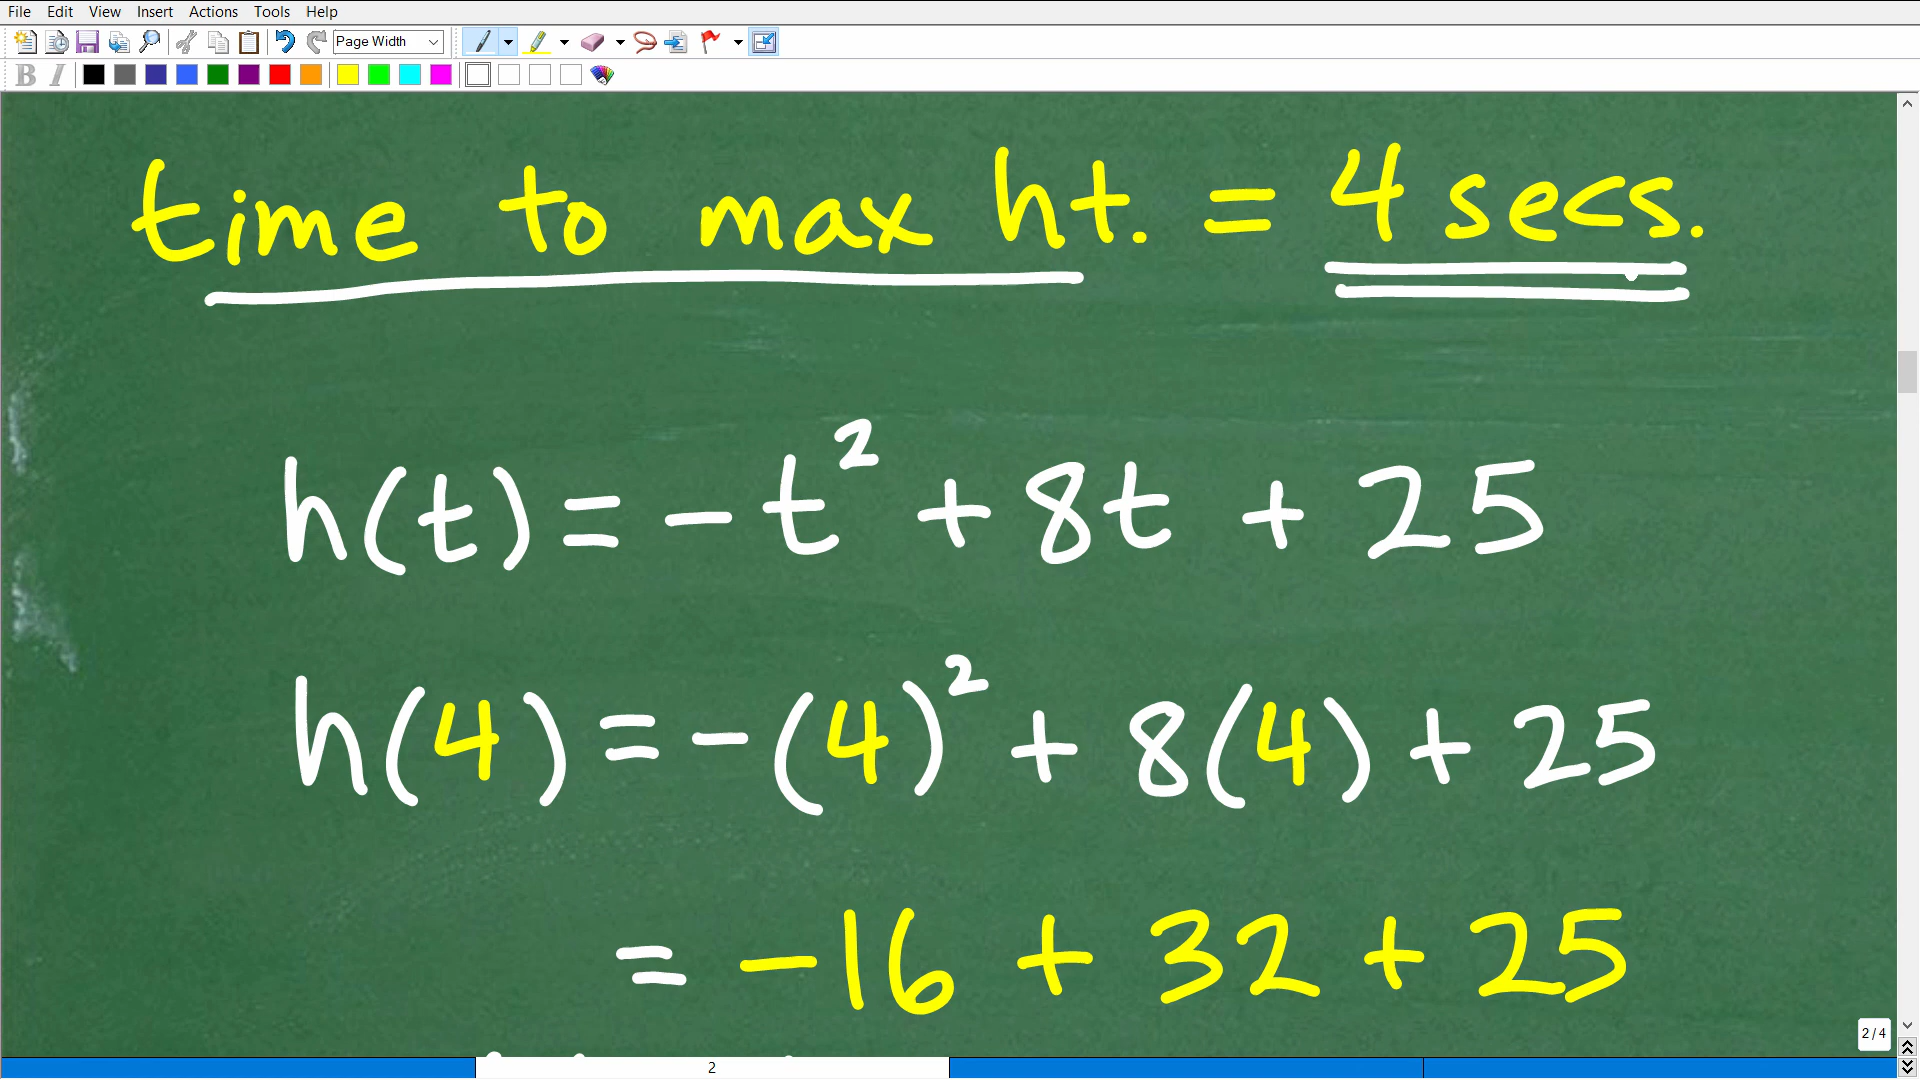 File Edit View Insert Actions Tools Help
Page Width
B I
time to max ht. = 4 secs.
h(t) = -t² + 8t + 25
h(4) = -(4)² + 8(4) + 25
= -16 + 32 + 25
2 / 4
2